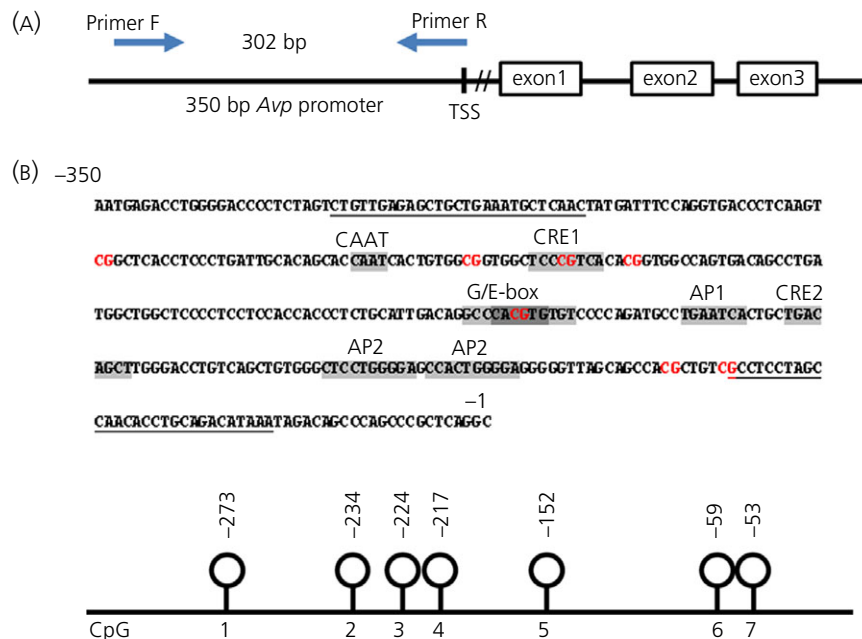 (A)
Primer F
302 bp
Primer R
exon1
exon2
exon3
350 bp Avp promoter
TSS
(B)
–350
AATGAGACCTGGGGACCCCTCTAGTCTGTTGAGAGCTGCTGAAATGCTCAACTATGATTTCCAGGTGACCCTCAAGT
CAAT
CRE1
CGGCTCACCTCCCTGATTGCACAGCACCAATCACTGTGGCGGTGGCTCCCGTCACACGGTGGCCAGTGACAGCCTGA
G/E-box
AP1
CRE2
TGGCTGGCTCCCCTCCTCCACCACCCTCTGCATTGACAGGCCCACGTGTGTCCCCAGATGCCTGAATCACTGCTGAC
AP2
AP2
AGCTTGGGACCTGTCAGCTGTGGGCTCCTGGGGAGCCACTGGGGAGGGGGTTAGCAGCCACGCTGTCGCCTCCTAGC
–1
CAACACCTGCAGACATAAATAGACAGCCCAGCCCGCTCAGGC
–273
–234
–224
–217
–152
–59
–53
CpG
1
2
3
4
5
6
7